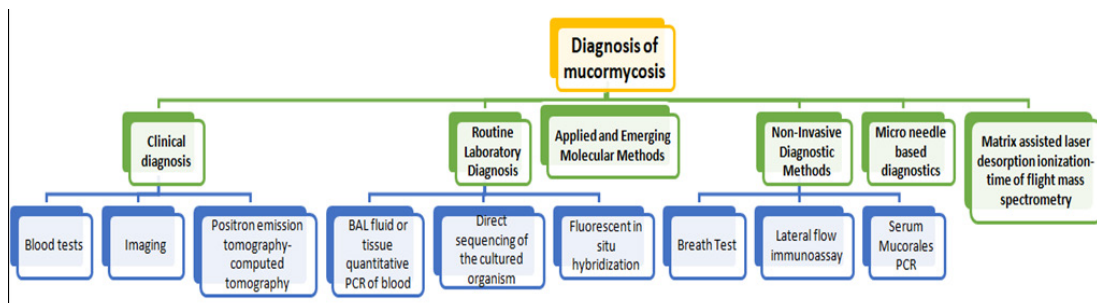 Diagnosis of
mucormycosis
Clinical
diagnosis
Routine
Laboratory
Diagnosis
Applied and Emerging
Molecular Methods
Non-Invasive
Diagnostic
Methods
Micro needle
based
diagnostics
Matrix assisted laser
desorption ionization-
time of flight mass
spectrometry
Blood tests
Imaging
Positron emission
tomography-
computed
tomography
BAL fluid or
tissue
quantitative
PCR of blood
Direct
sequencing of
the cultured
organism
Fluorescent in
situ
hybridization
Breath Test
Lateral flow
immunoassay
Serum
Mucorales
PCR